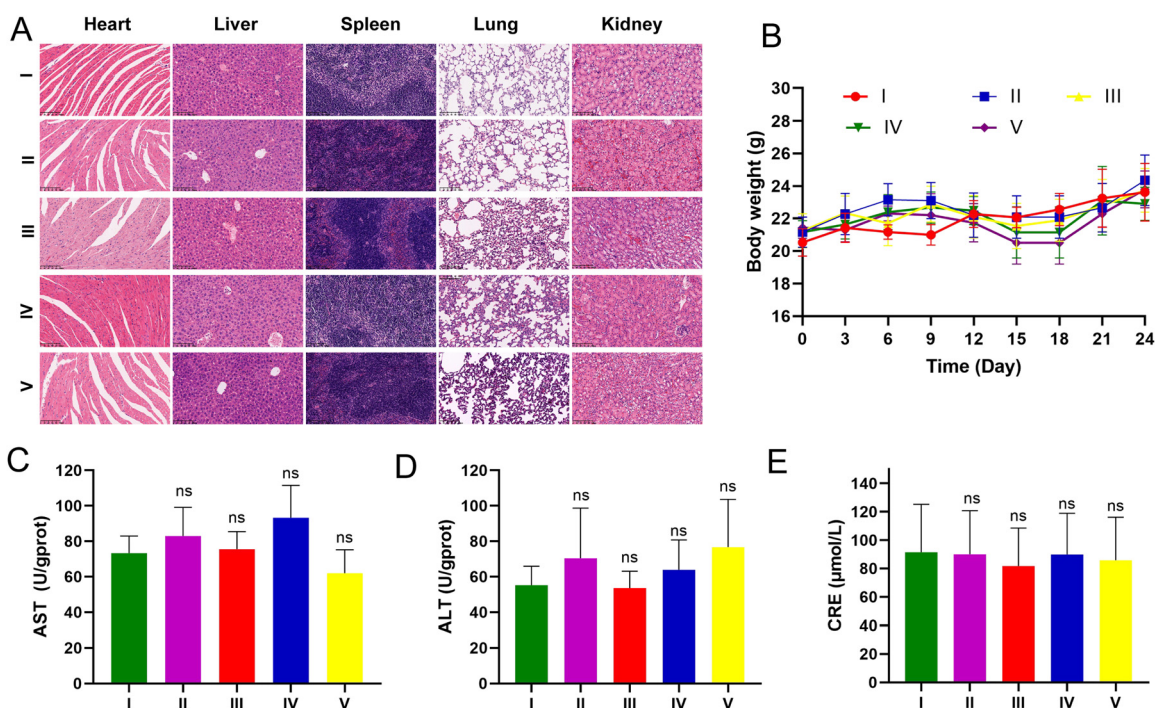 A
Heart Liver Spleen Lung Kidney
I
II
III
IV
V
B
I II III
IV V
Body weight (g)
30
28
26
24
22
20
18
16
0 3 6 9 12 15 18 21 24
Time (Day)
C
AST (U/gprot)
120
100
80
60
40
20
0
ns ns ns ns
I II III IV V
D
ALT (U/gprot)
120
100
80
60
40
20
0
ns ns ns ns
I II III IV V
E
CRE (μmol/L)
140
120
100
80
60
40
20
0
ns ns ns ns
I II III IV V